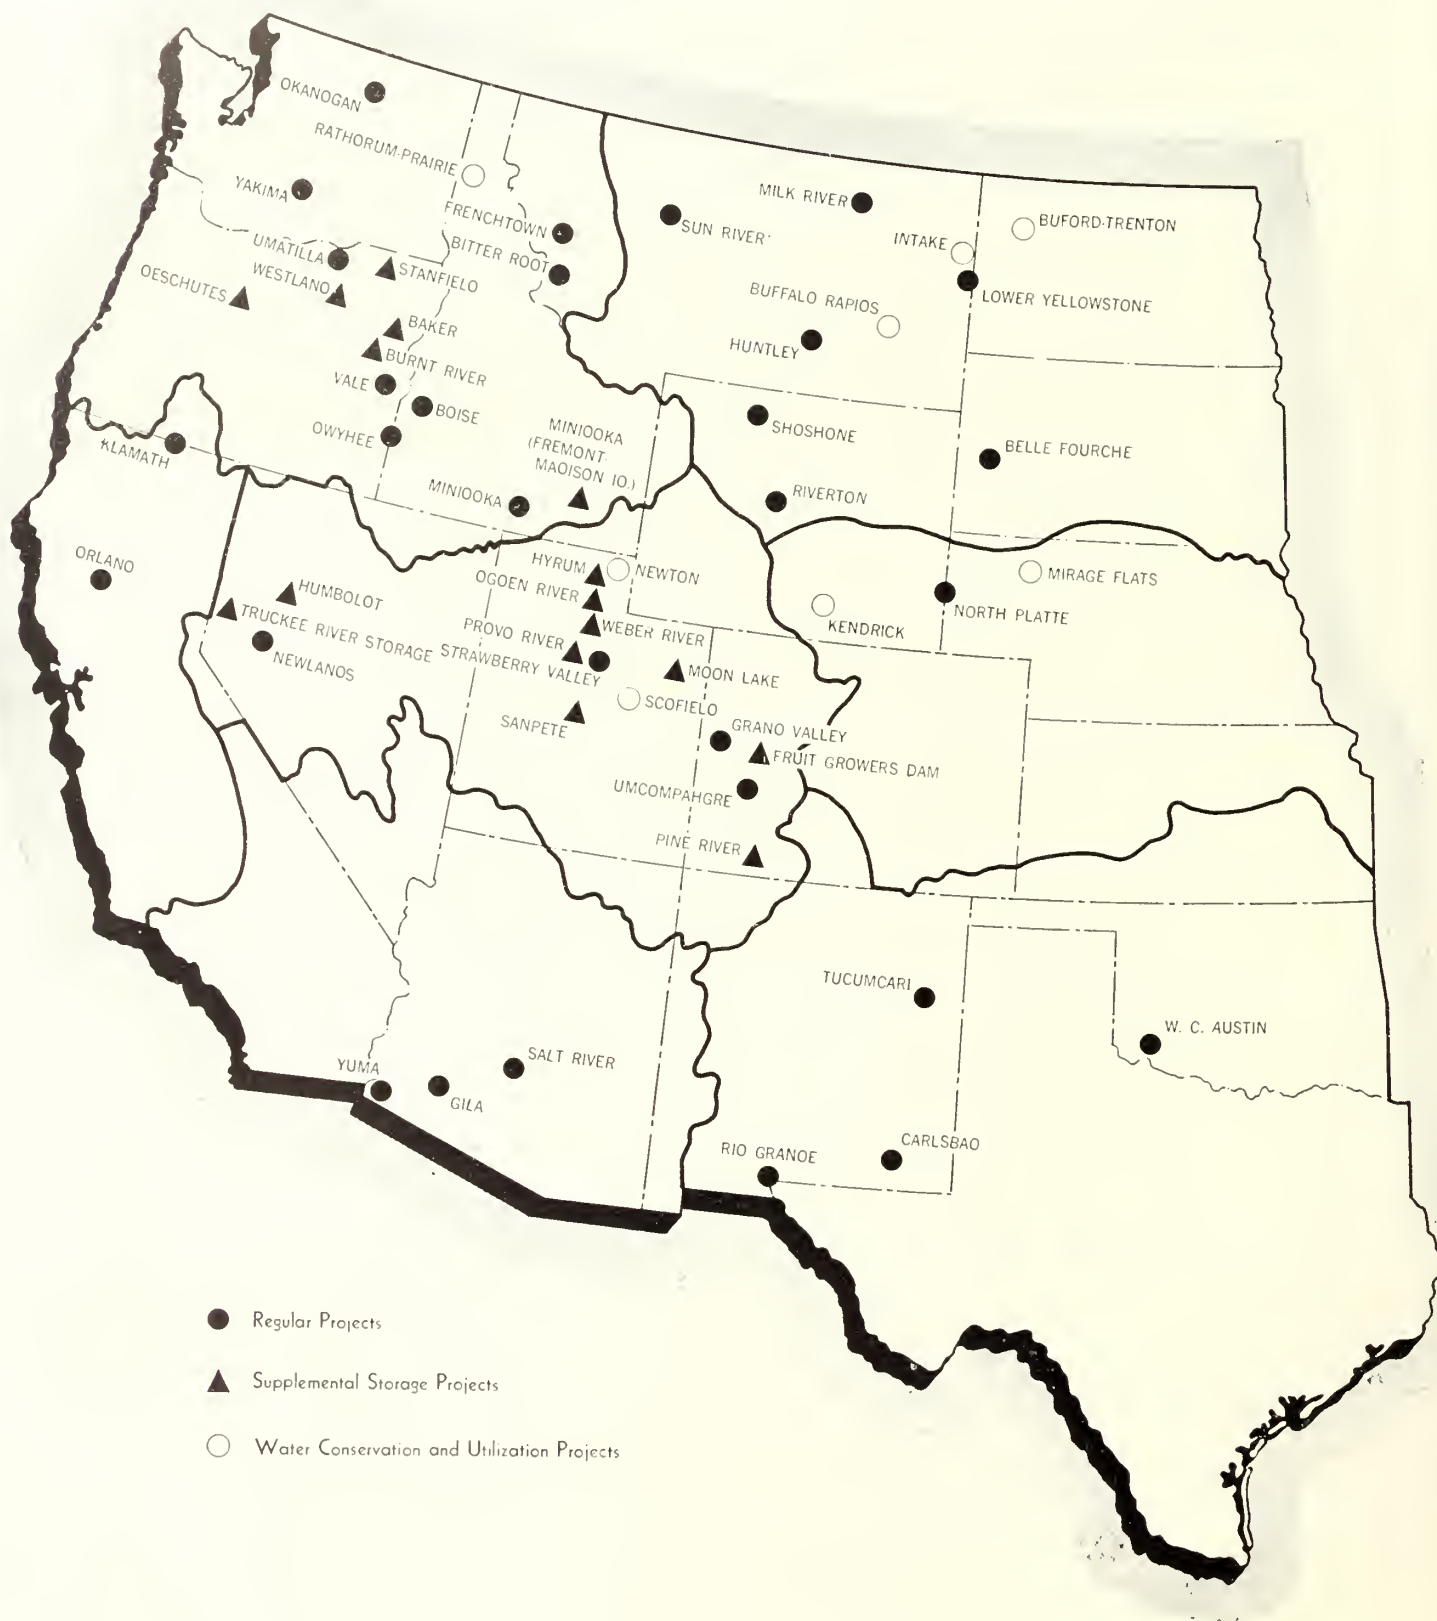 OKANOGAN
RATHORUM-PRAIRIE
YAKIMA
FRENCHTOWN
BITTER ROOT
UMATILLA
WESTLANO
STANFIELO
OESCHUTES
BAKER
BURNT RIVER
VALE
BOISE
OWYHEE
KLAMATH
MINIOOKA
(FREMONT-
MAOISON IO.)
MINIOOKA
MILK RIVER
SUN RIVER
INTAKE
BUFORD-TRENTON
LOWER YELLOWSTONE
BUFFALO RAPIOS
HUNTLEY
SHOSHONE
BELLE FOURCHE
RIVERTON
ORLANO
HUMBOLOT
TRUCKEE RIVER STORAGE
NEWLANOS
HYRUM
NEWTON
OGOEN RIVER
WEBER RIVER
PROVO RIVER
STRAWBERRY VALLEY
MOON LAKE
SCOFIELO
SANPETE
KENDRICK
MIRAGE FLATS
NORTH PLATTE
GRANO VALLEY
FRUIT GROWERS DAM
UMCOMPAHGRE
PINE RIVER
TUCUMCARI
W. C. AUSTIN
YUMA
GILA
SALT RIVER
RIO GRANOE
CARLSBAO
Regular Projects
Supplemental Storage Projects
Water Conservation and Utilization Projects